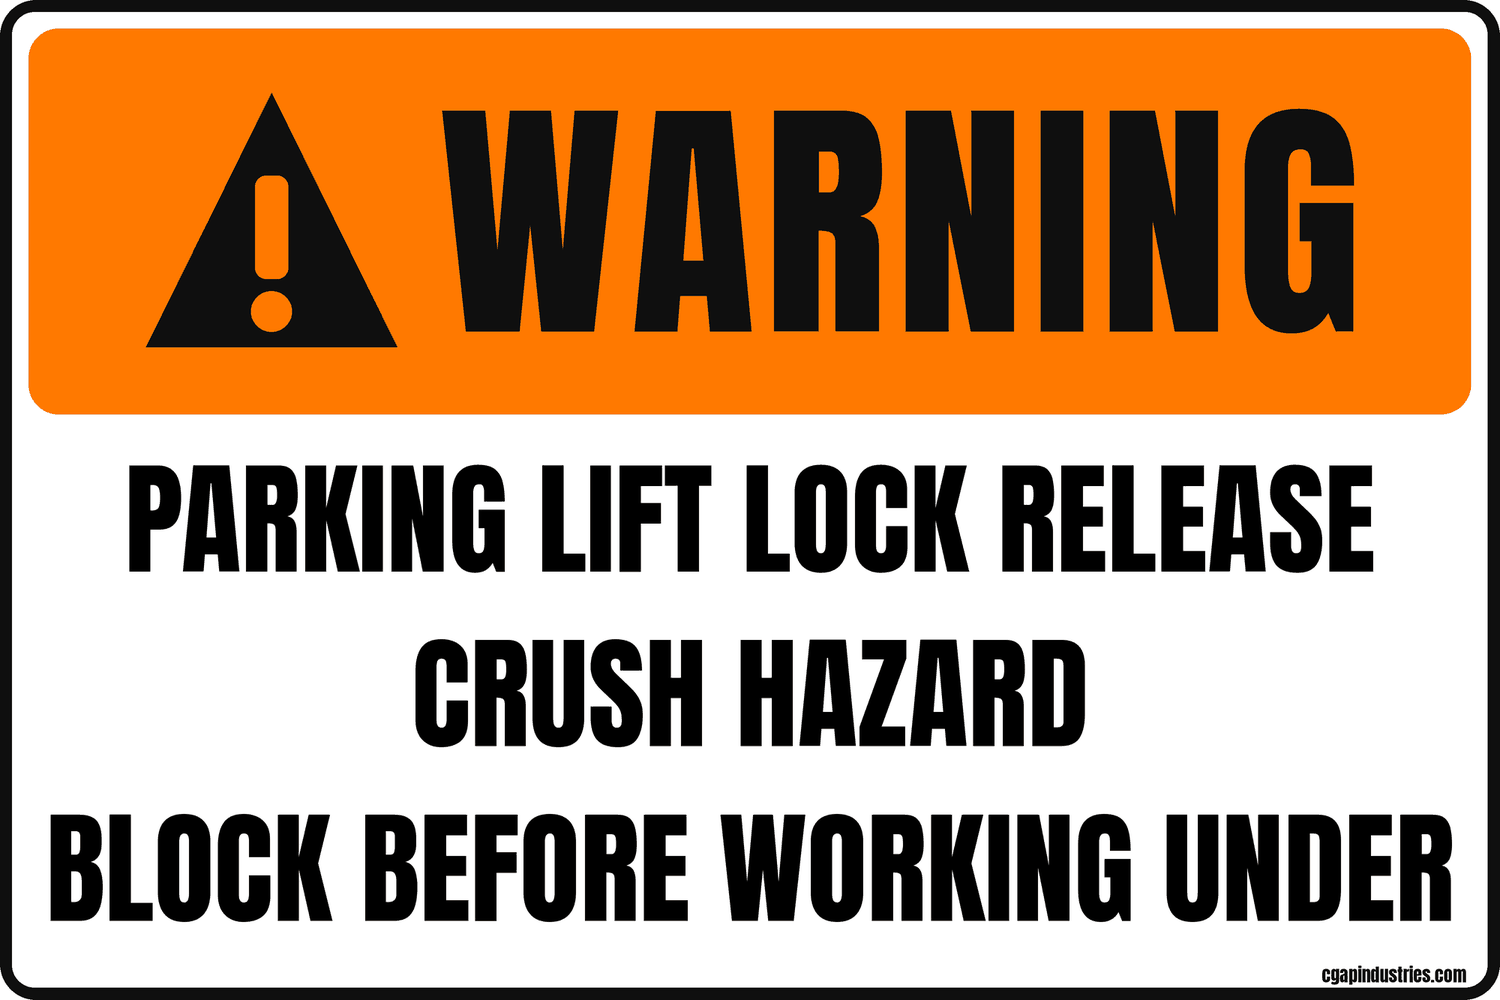 WARNING
PARKING LIFT LOCK RELEASE
CRUSH HAZARD
BLOCK BEFORE WORKING UNDER
cgapindustries.com